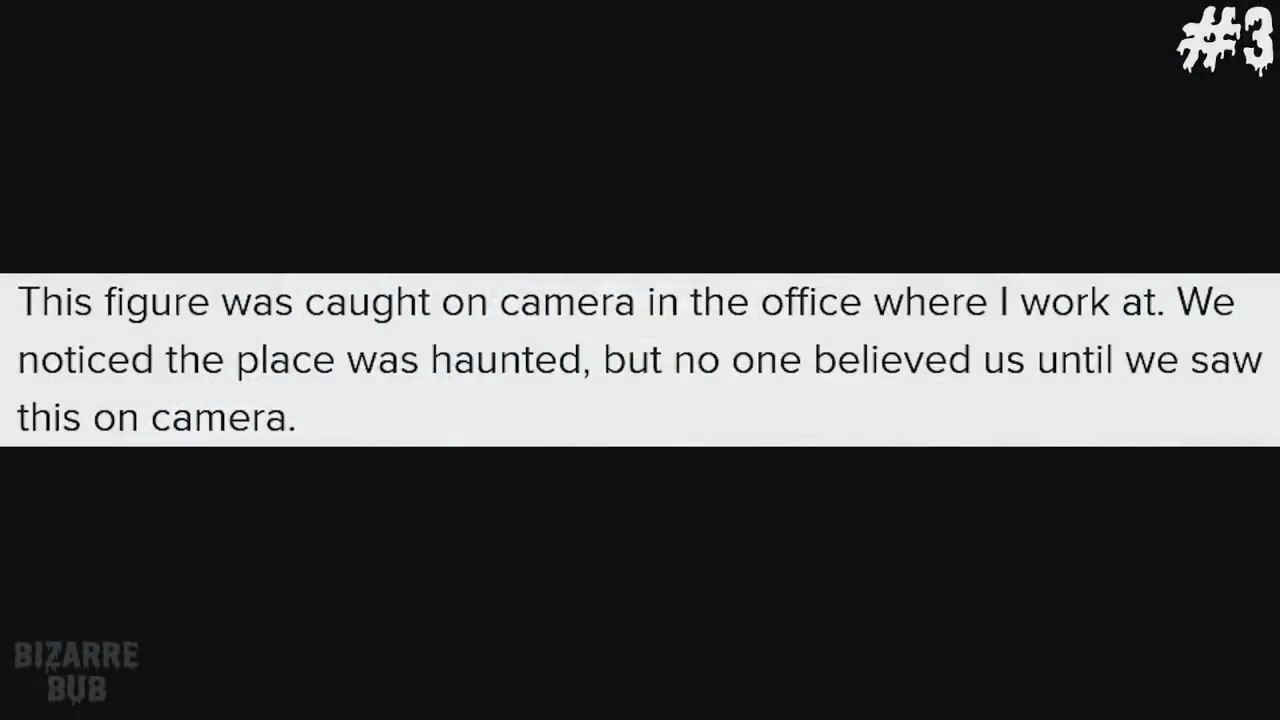 #3
This figure was caught on camera in the office where I work at. We
noticed the place was haunted, but no one believed us until we saw
this on camera.
BIZARRE
BUB